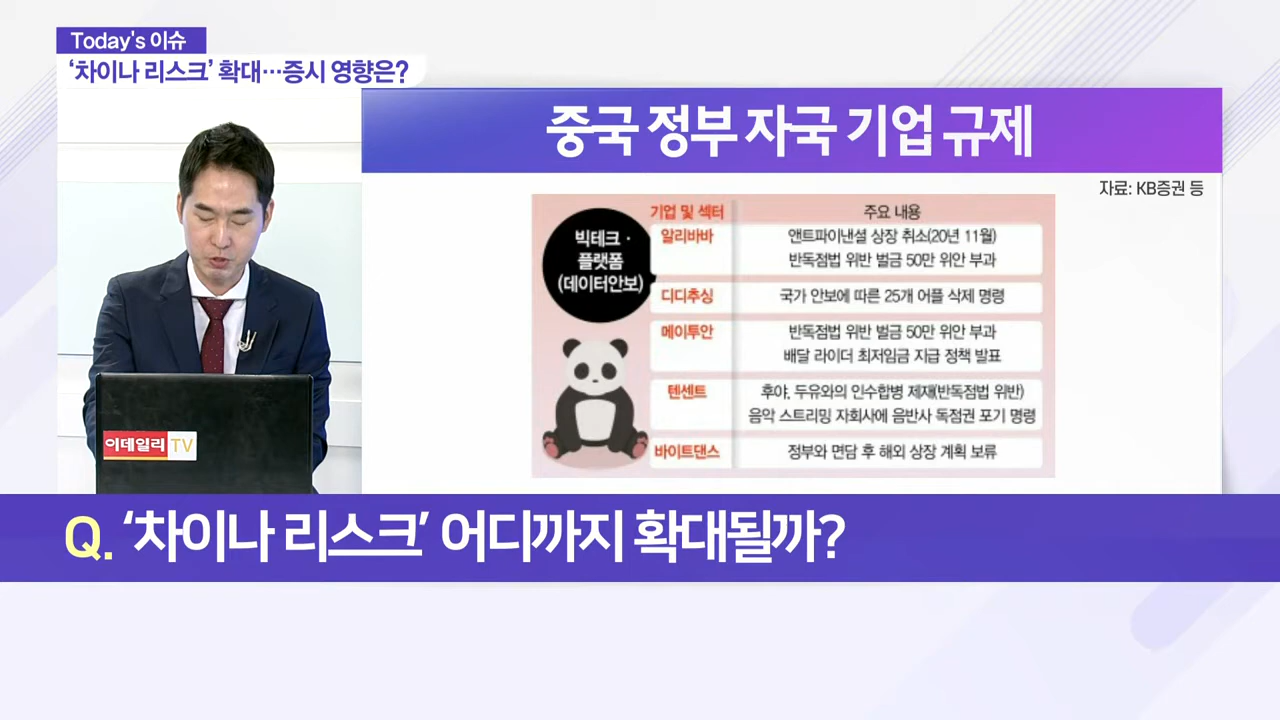 Today's 이슈
‘차이나 리스크’ 확대…증시 영향은?
중국 정부 자국 기업 규제
자료: KB증권 등
기업 및 섹터 주요 내용
빅테크·
플랫폼
(데이터안보)
알리바바 앤트파이낸셜 상장 취소(20년 11월)
반독점법 위반 벌금 50만 위안 부과
디디추싱 국가 안보에 따른 25개 어플 삭제 명령
메이투안 반독점법 위반 벌금 50만 위안 부과
배달 라이더 최저임금 지급 정책 발표
텐센트 후야, 두유와의 인수합병 제재(반독점법 위반)
음악 스트리밍 자회사에 음반사 독점권 포기 명령
바이트댄스 정부와 면담 후 해외 상장 계획 보류
이데일리 TV
Q. ‘차이나 리스크’ 어디까지 확대될까?